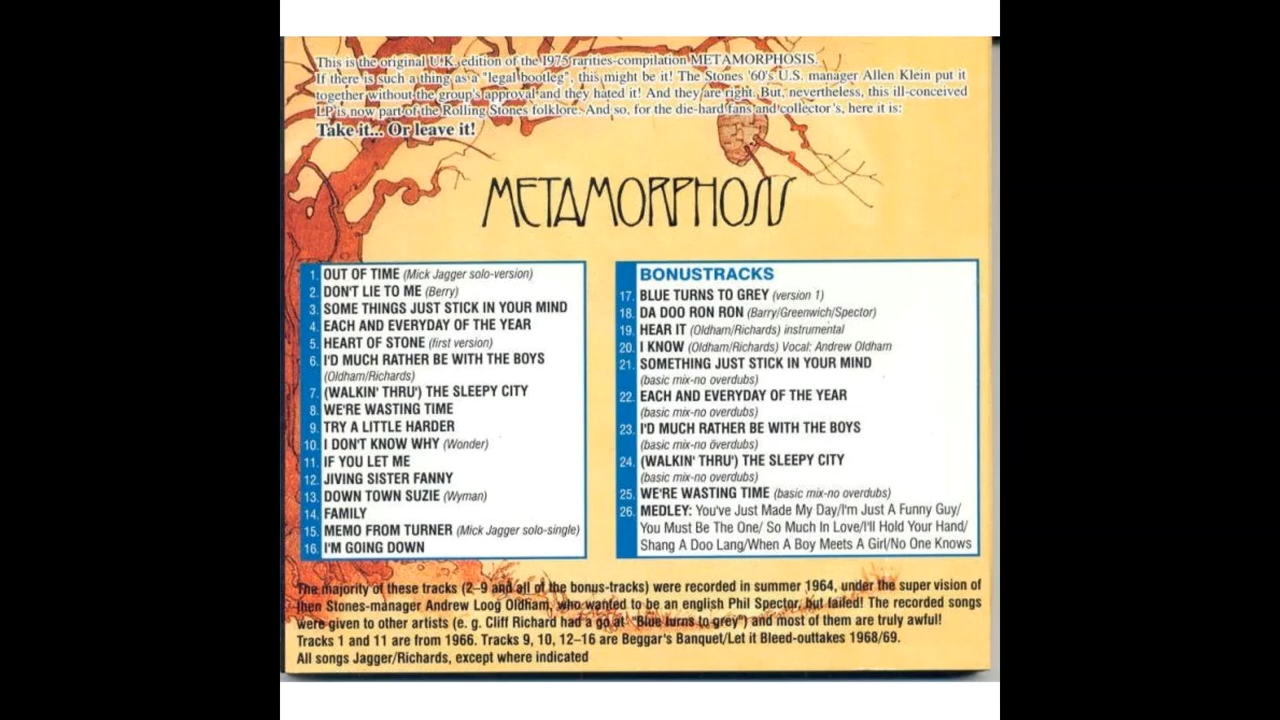 This is the original U.K. edition of the 1975 rarities-compilation METAMORPHOSIS.
If there is such a thing as a "legal bootleg", this might be it! The Stones '60's U.S. manager Allen Klein put it
together without the group's approval and they hated it! And they are right. But, nevertheless, this ill-conceived
LP is now part of the Rolling Stones folklore. And so, for the die-hard fans and collector's, here it is:
Take it... Or leave it!
METAMORPHOSIS
1. OUT OF TIME (Mick Jagger solo-version)
2. DON'T LIE TO ME (Berry)
3. SOME THINGS JUST STICK IN YOUR MIND
4. EACH AND EVERYDAY OF THE YEAR
5. HEART OF STONE (first version)
6. I'D MUCH RATHER BE WITH THE BOYS
(Oldham/Richards)
7. (WALKIN' THRU') THE SLEEPY CITY
8. WE'RE WASTING TIME
9. TRY A LITTLE HARDER
10. I DON'T KNOW WHY (Wonder)
11. IF YOU LET ME
12. JIVING SISTER FANNY
13. DOWN TOWN SUZIE (Wyman)
14. FAMILY
15. MEMO FROM TURNER (Mick Jagger solo-single)
16. I'M GOING DOWN
BONUSTRACKS
17. BLUE TURNS TO GREY (version 1)
18. DA DOO RON RON (Barry/Greenwich/Spector)
19. HEAR IT (Oldham/Richards) instrumental
20. I KNOW (Oldham/Richards) Vocal: Andrew Oldham
21. SOMETHING JUST STICK IN YOUR MIND
(basic mix-no overdubs)
22. EACH AND EVERYDAY OF THE YEAR
(basic mix-no overdubs)
23. I'D MUCH RATHER BE WITH THE BOYS
(basic mix-no overdubs)
24. (WALKIN' THRU') THE SLEEPY CITY
(basic mix-no overdubs)
25. WE'RE WASTING TIME (basic mix-no overdubs)
26. MEDLEY: You've Just Made My Day/I'm Just A Funny Guy/
You Must Be The One/ So Much In Love/I'll Hold Your Hand/
Shang A Doo Lang/When A Boy Meets A Girl/No One Knows
The majority of these tracks (2–9 and all of the bonus-tracks) were recorded in summer 1964, under the super vision of
then Stones-manager Andrew Loog Oldham, who wanted to be an english Phil Spector, but failed! The recorded songs
were given to other artists (e. g. Cliff Richard had a go at "Blue turns to grey") and most of them are truly awful!
Tracks 1 and 11 are from 1966. Tracks 9, 10, 12–16 are Beggar's Banquet/Let it Bleed-outtakes 1968/69.
All songs Jagger/Richards, except where indicated